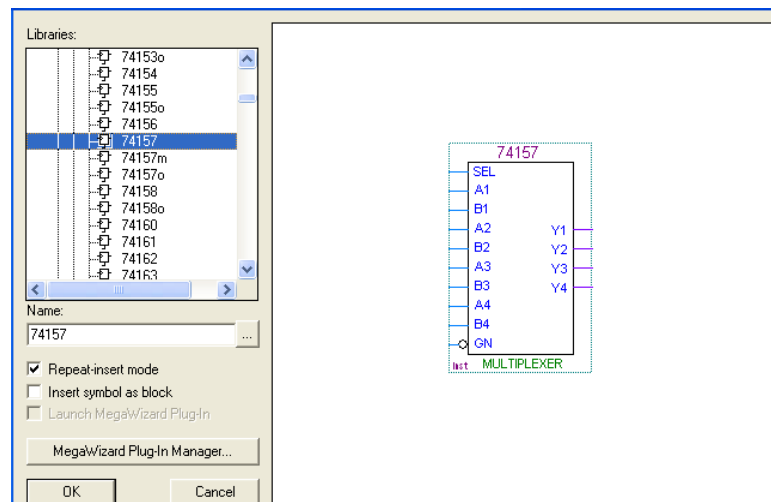 Libraries:
74153o
74154
74155
74155o
74156
74157
74157m
74157o
74158
74158o
74160
74161
74162
74163
Name:
74157
...
Repeat-insert mode
Insert symbol as block
Launch MegaWizard Plug-In
MegaWizard Plug-In Manager...
OK
Cancel
74157
SEL
A1
B1
A2
Y1
B2
Y2
A3
Y3
B3
Y4
A4
B4
GN
inst
MULTIPLEXER